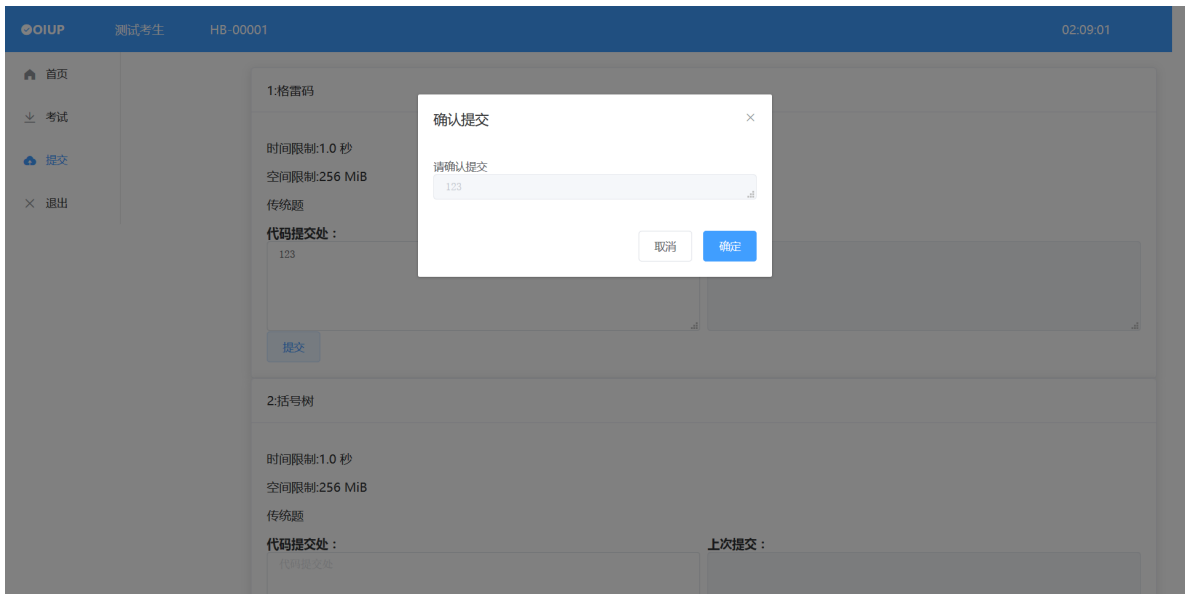 OIUP 测试考生 HB-00001 02:09:01
首页
考试
提交
退出
1:格雷码
时间限制:1.0 秒
空间限制:256 MiB
传统题
代码提交处：
123
提交
确认提交
请确认提交
123
取消 确定
2:括号树
时间限制:1.0 秒
空间限制:256 MiB
传统题
代码提交处： 上次提交：
代码提交处